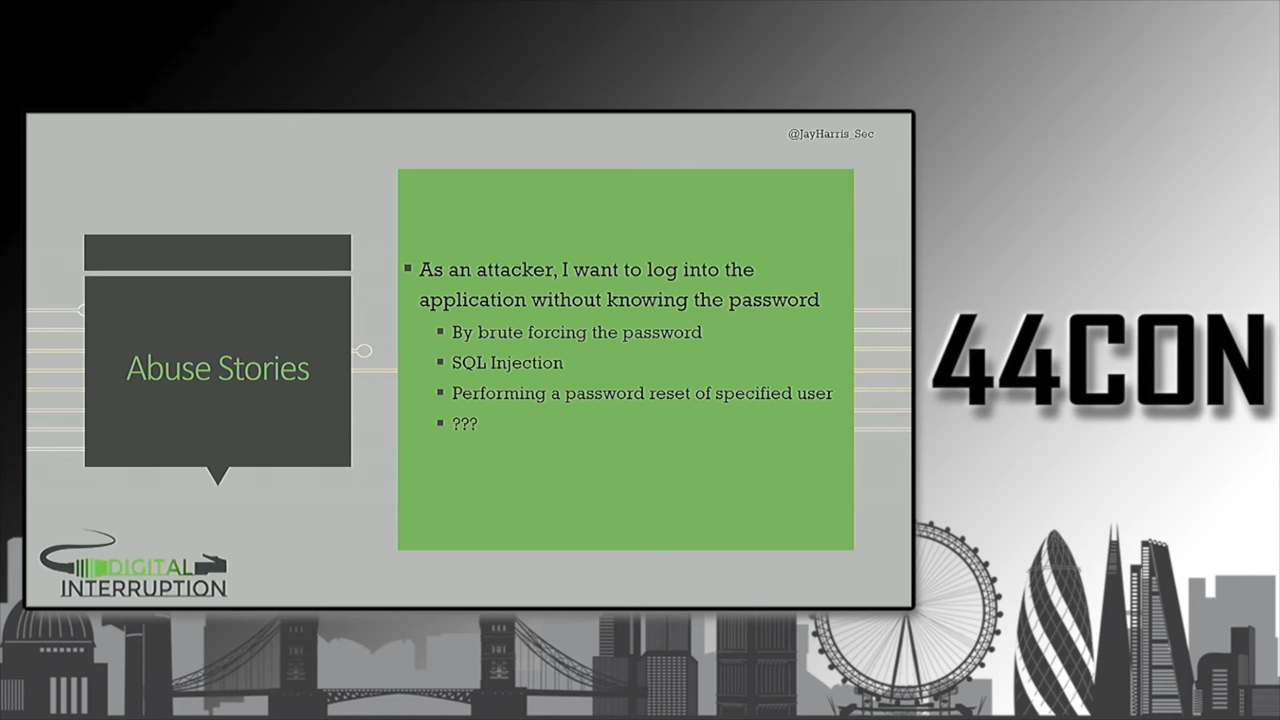 @JayHarris_Sec
Abuse Stories
As an attacker, I want to log into the
application without knowing the password
By brute forcing the password
SQL Injection
Performing a password reset of specified user
???
DIGITAL
INTERRUPTION
44CON